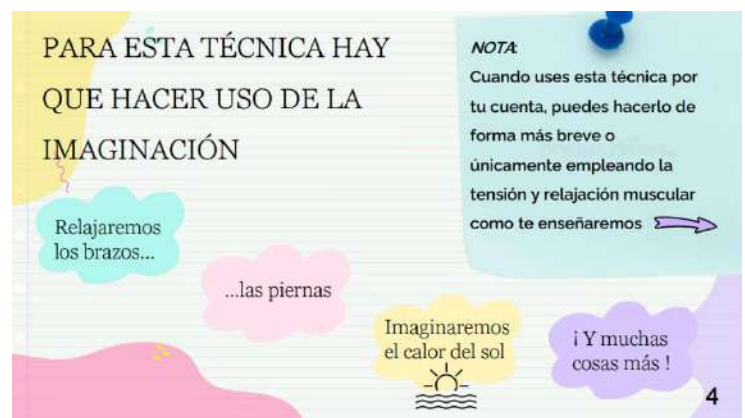 PARA ESTA TÉCNICA HAY
QUE HACER USO DE LA
IMAGINACIÓN
NOTA:
Cuando uses esta técnica por
tu cuenta, puedes hacerlo de
forma más breve o
únicamente empleando la
tensión y relajación muscular
como te enseñaremos
Relajaremos
los brazos...
...las piernas
Imaginaremos
el calor del sol
¡ Y muchas
cosas más !
4